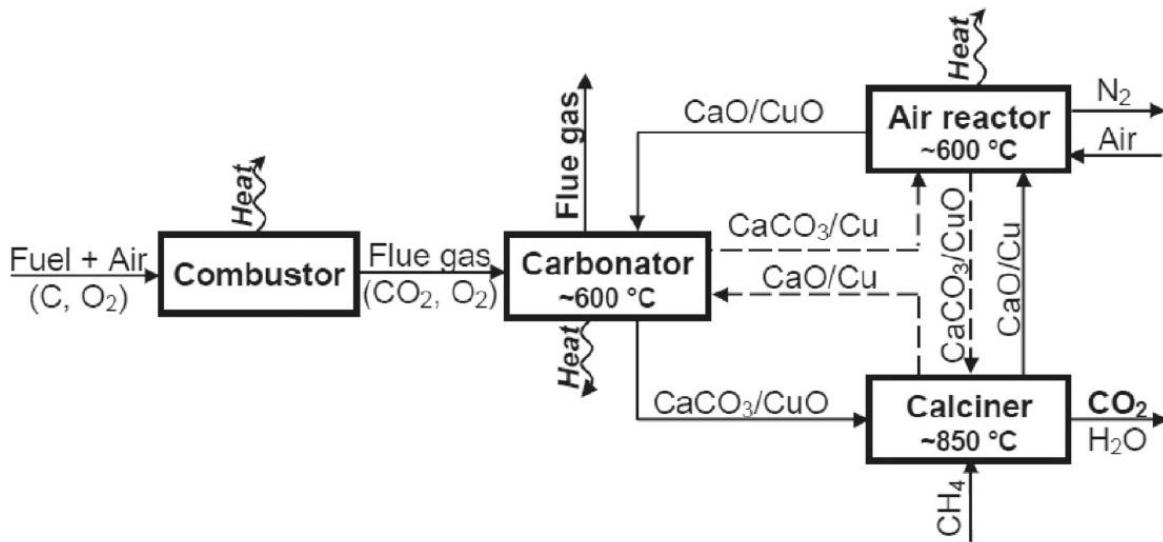 Heat
N₂
CaO/CuO
Air reactor
~600 °C
Air
Flue gas
Heat
CaCO₃/Cu
CaCO₃/CuO
CaO/Cu
Fuel + Air
(C, O₂)
Combustor
Flue gas
(CO₂, O₂)
Carbonator
~600 °C
CaO/Cu
Heat
CaCO₃/CuO
Calciner
~850 °C
CO₂
H₂O
CH₄